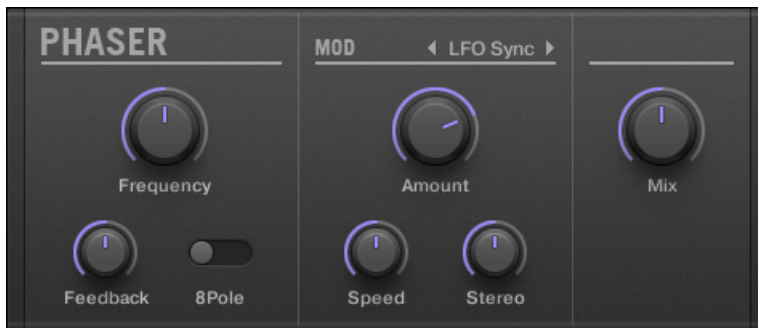 PHASER
MOD
LFO Sync
Frequency
Amount
Mix
Feedback
8Pole
Speed
Stereo